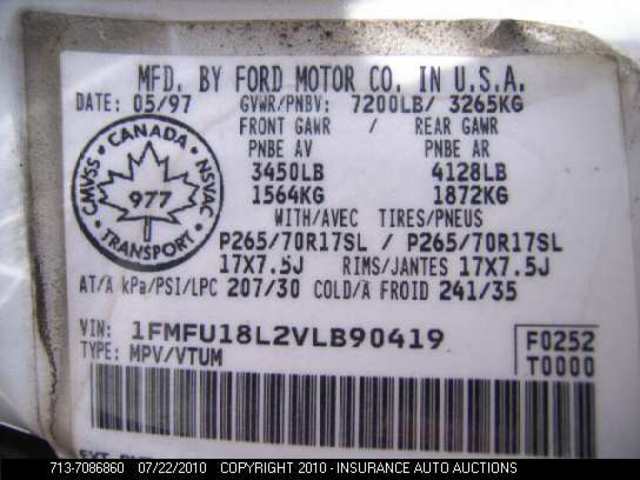 MFD. BY FORD MOTOR CO. IN U.S.A.
DATE: 05/97 GVWR/PNBV: 7200LB/ 3265KG
FRONT GAWR / REAR GAWR
PNBE AV PNBE AR
3450LB 4128LB
1564KG 1872KG
WITH/AVEC TIRES/PNEUS
P265/70R17SL / P265/70R17SL
17X7.5J RIMS/JANTES 17X7.5J
AT/A kPa/PSI/LPC 207/30 COLD/A FROID 241/35
CANADA
CMVSS NSVAC
977
TRANSPORT
VIN: 1FMFU18L2VLB90419
TYPE: MPV/VTUM
F0252
T0000
713-7086860 07/22/2010 COPYRIGHT 2010 - INSURANCE AUTO AUCTIONS